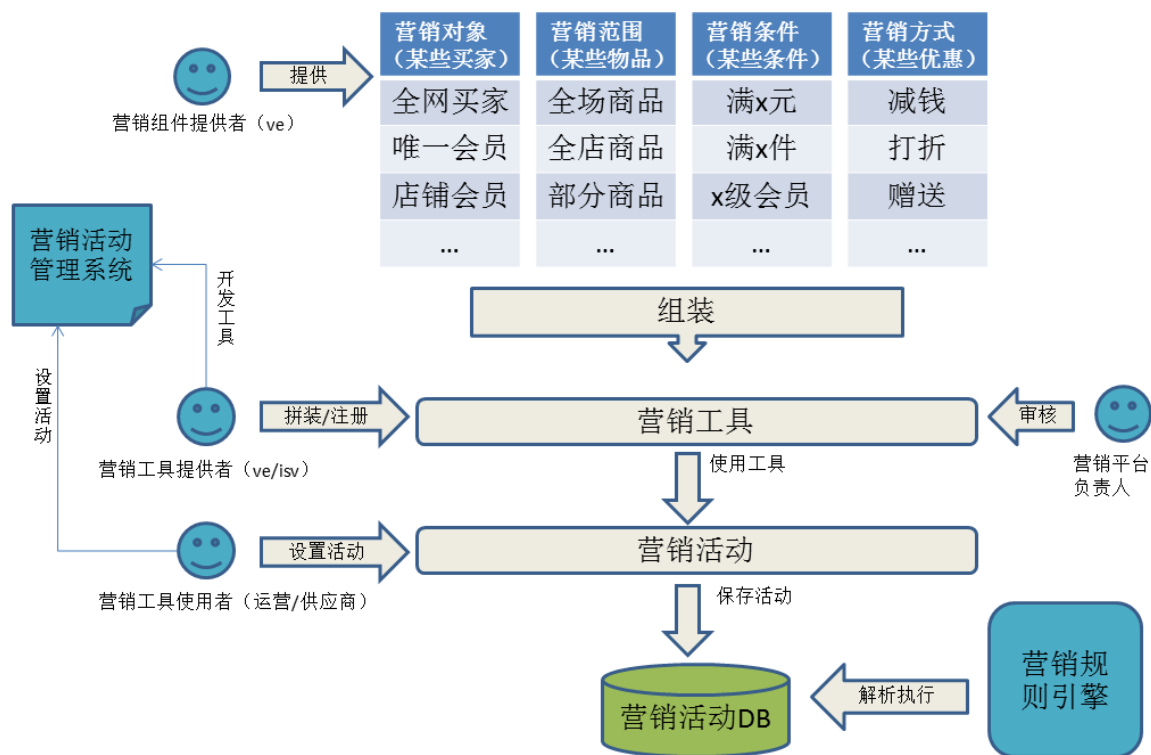 营销对象
(某些买家)
营销范围
(某些物品)
营销条件
(某些条件)
营销方式
(某些优惠)
提供
营销组件提供者(ve)
全网买家
全场商品
满x元
减钱
唯一会员
全店商品
满x件
打折
店铺会员
部分商品
x级会员
赠送
...
...
...
...
营销活动
管理系统
开发工具
设置活动
组装
拼装/注册
营销工具
审核
营销工具提供者(ve/isv)
营销平台
负责人
使用工具
设置活动
营销活动
营销工具使用者(运营/供应商)
保存活动
营销活动DB
解析执行
营销规
则引擎